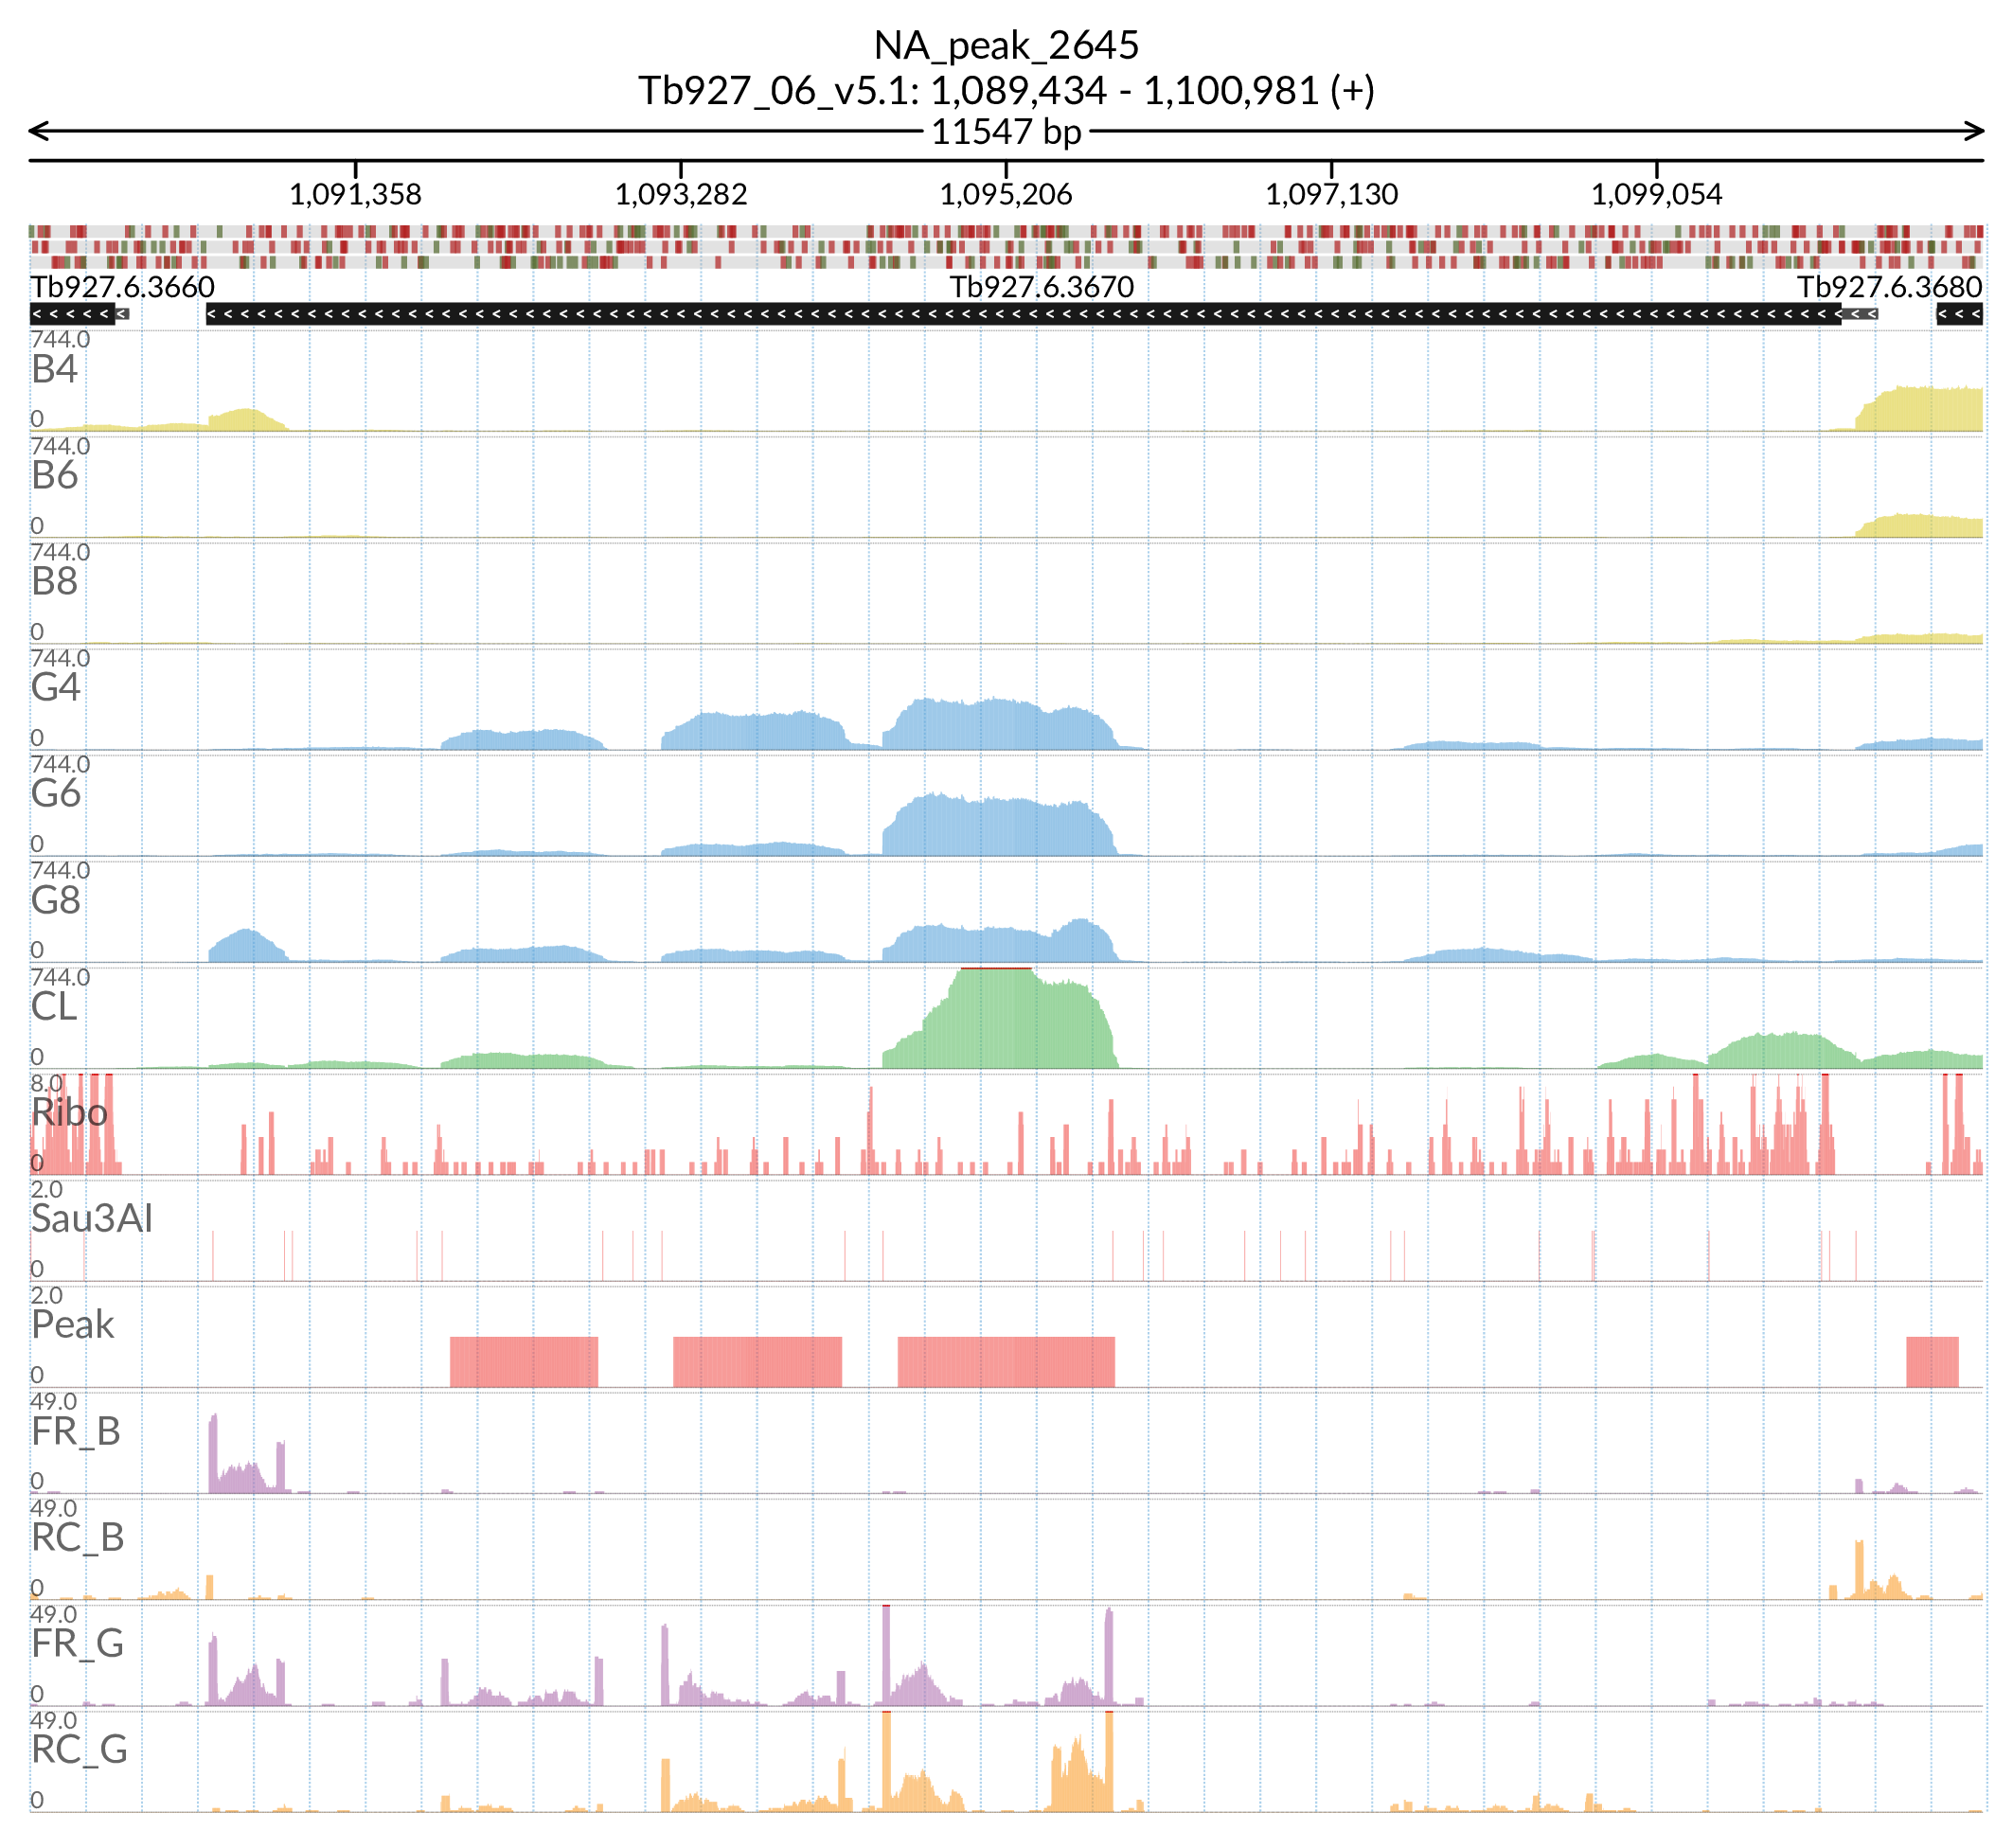 NA_peak_2645
Tb927_06_v5.1: 1,089,434 - 1,100,981 (+)
11547 bp
1,091,358 1,093,282 1,095,206 1,097,130 1,099,054
Tb927.6.3660 Tb927.6.3670 Tb927.6.3680
744.0
B4
0
744.0
B6
0
744.0
B8
0
744.0
G4
0
744.0
G6
0
744.0
G8
0
744.0
CL
0
8.0
Ribo
0
2.0
Sau3AI
0
2.0
Peak
0
49.0
FR_B
0
49.0
RC_B
0
49.0
FR_G
0
49.0
RC_G
0